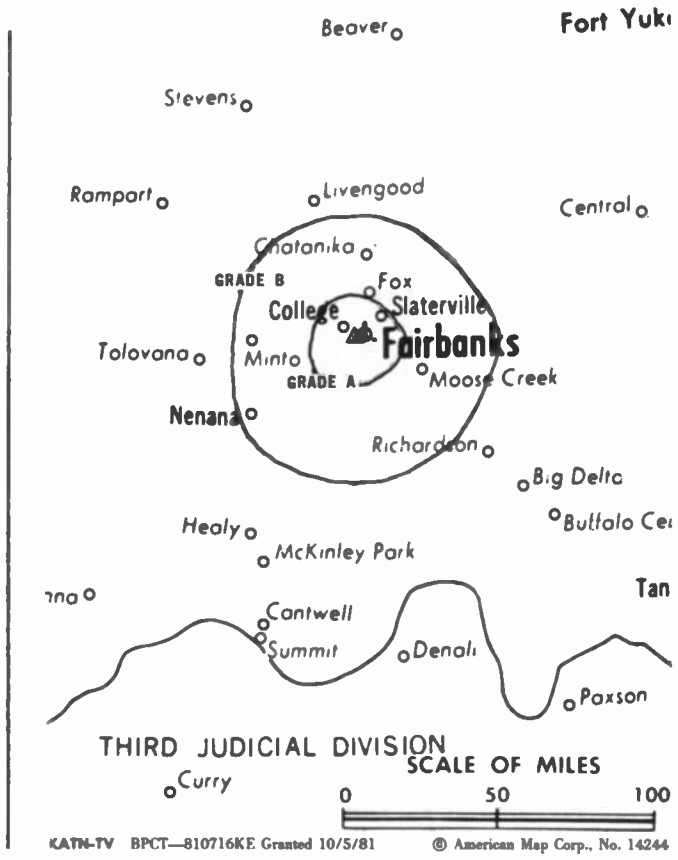 Beaver
Fort Yuk
Stevens
Rampart
Livengood
Central
Chatanika
GRADE B
Fox
College
Slaterville
Fairbanks
Tolovana
Minto
GRADE A
Moose Creek
Nenana
Richardson
Big Delta
Buffalo Ce
Healy
McKinley Park
na
Tan
Cantwell
Summit
Denali
Paxson
THIRD JUDICIAL DIVISION
SCALE OF MILES
Curry
0 50 100
KATN-TV BPCT—810716KE Granted 10/5/81 © American Map Corp., No. 14244